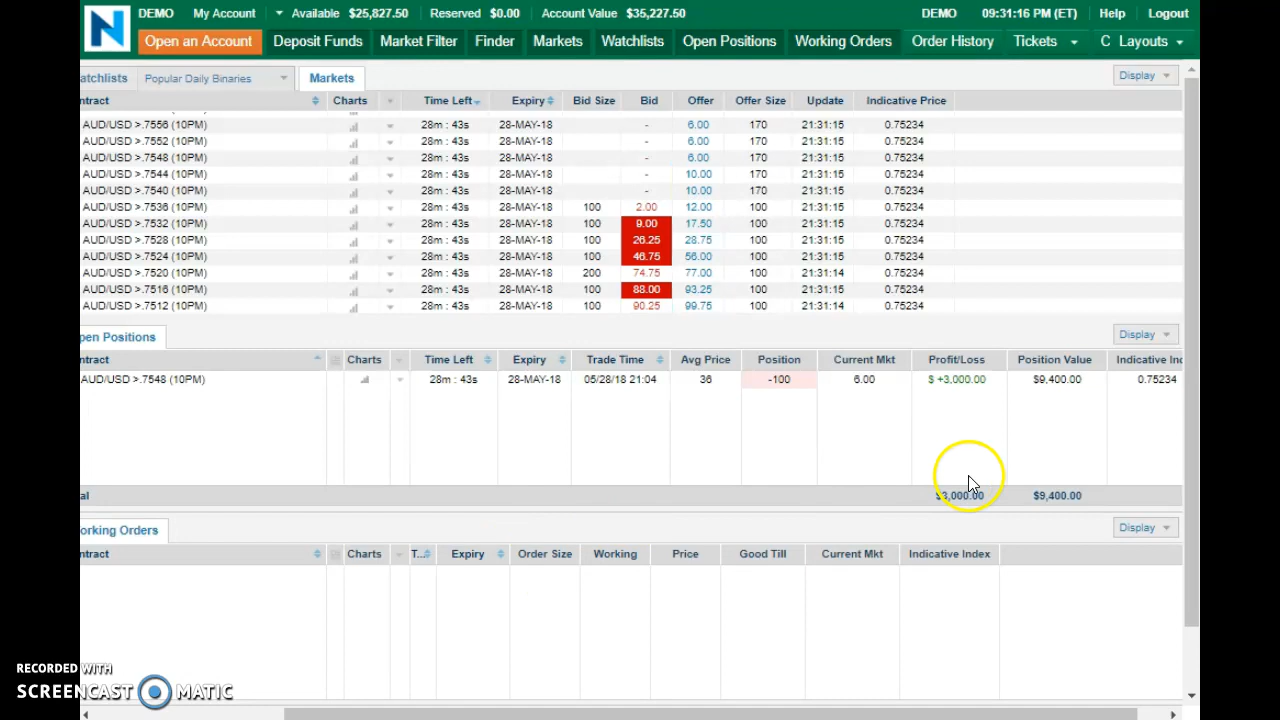 N DEMO My Account Available $25,827.50 Reserved $0.00 Account Value $35,227.50 DEMO 09:31:16 PM (ET) Help Logout
Open an Account Deposit Funds Market Filter Finder Markets Watchlists Open Positions Working Orders Order History Tickets C Layouts
atchlists Popular Daily Binaries Markets Display
ntract Charts Time Left Expiry Bid Size Bid Offer Offer Size Update Indicative Price
AUD/USD >.7556 (10PM) 28m : 43s 28-MAY-18 - 6.00 170 21:31:15 0.75234
AUD/USD >.7552 (10PM) 28m : 43s 28-MAY-18 - 6.00 170 21:31:15 0.75234
AUD/USD >.7548 (10PM) 28m : 43s 28-MAY-18 - 6.00 170 21:31:15 0.75234
AUD/USD >.7544 (10PM) 28m : 43s 28-MAY-18 - 10.00 170 21:31:15 0.75234
AUD/USD >.7540 (10PM) 28m : 43s 28-MAY-18 - 10.00 170 21:31:15 0.75234
AUD/USD >.7536 (10PM) 28m : 43s 28-MAY-18 100 2.00 12.00 100 21:31:15 0.75234
AUD/USD >.7532 (10PM) 28m : 43s 28-MAY-18 100 9.00 17.50 100 21:31:15 0.75234
AUD/USD >.7528 (10PM) 28m : 43s 28-MAY-18 100 26.25 28.75 100 21:31:15 0.75234
AUD/USD >.7524 (10PM) 28m : 43s 28-MAY-18 100 46.75 56.00 100 21:31:15 0.75234
AUD/USD >.7520 (10PM) 28m : 43s 28-MAY-18 200 74.75 77.00 100 21:31:14 0.75234
AUD/USD >.7516 (10PM) 28m : 43s 28-MAY-18 100 88.00 93.25 100 21:31:15 0.75234
AUD/USD >.7512 (10PM) 28m : 43s 28-MAY-18 100 90.25 99.75 100 21:31:14 0.75234
pen Positions Display
ntract Charts Time Left Expiry Trade Time Avg Price Position Current Mkt Profit/Loss Position Value Indicative Ind
AUD/USD >.7548 (10PM) 28m : 43s 28-MAY-18 05/28/18 21:04 36 -100 6.00 $ +3,000.00 $9,400.00 0.75234
al $3,000.00 $9,400.00
orking Orders Display
ntract Charts T... Expiry Order Size Working Price Good Till Current Mkt Indicative Index
RECORDED WITH
SCREENCAST MATIC